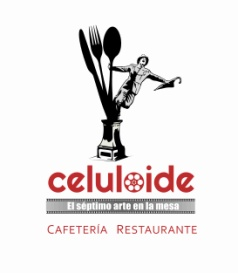 celuloide
El séptimo arte en la mesa
CAFETERÍA RESTAURANTE